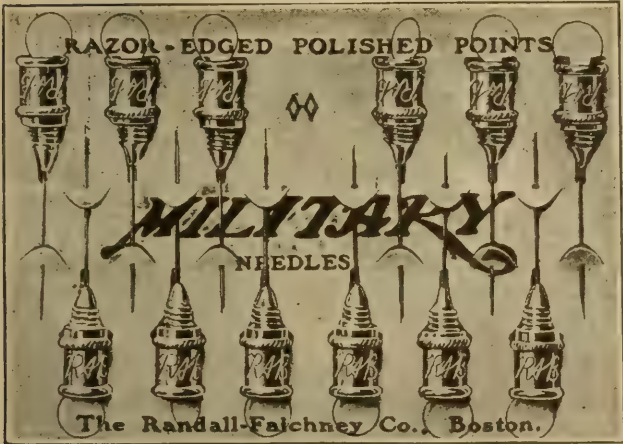 RAZOR-EDGED POLISHED POINTS
MILITARY
NEEDLES
The Randall-Faichney Co., Boston.